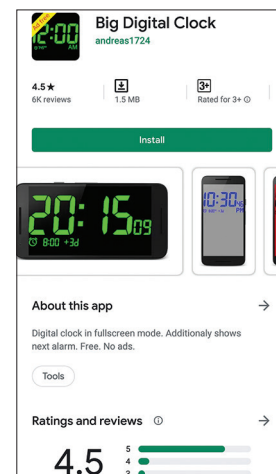 Ad free
12:00
AM
Big Digital Clock
andreas1724
4.5★
6K reviews
1.5 MB
3+
Rated for 3+
Install
20:15 09
8:00 +3d
10:30
PM
About this app
Digital clock in fullscreen mode. Additionaly shows
next alarm. Free. No ads.
Tools
Ratings and reviews
4.5
5
4
3